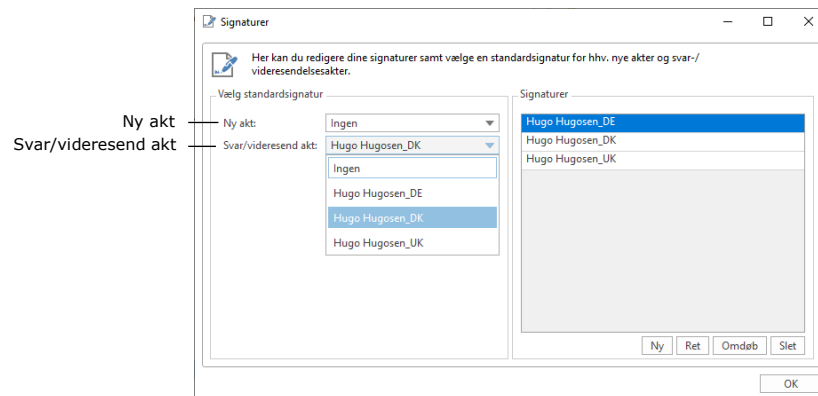 Signaturer
Her kan du redigere dine signaturer samt vælge en standardsignatur for hhv. nye akter og svar-/
videresendelsesakter.
Vælg standardsignatur
Ny akt
Ny akt:
Ingen
Svar/videresend akt
Svar/videresend akt:
Hugo Hugosen_DK
Ingen
Hugo Hugosen_DE
Hugo Hugosen_DK
Hugo Hugosen_UK
Signaturer
Hugo Hugosen_DE
Hugo Hugosen_DK
Hugo Hugosen_UK
Ny
Ret
Omdøb
Slet
OK